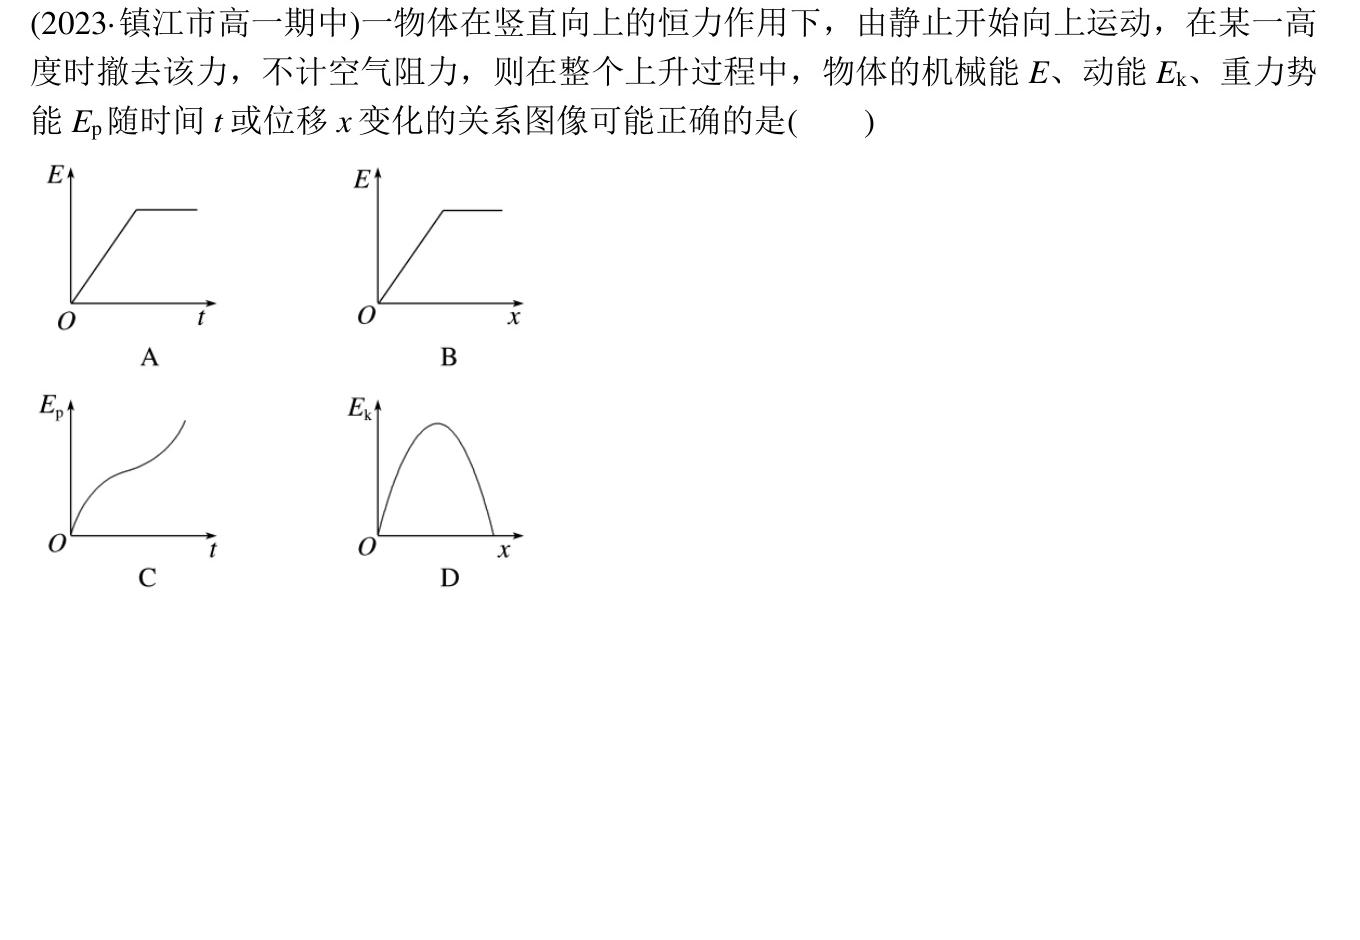 (2023·镇江市高一期中)一物体在竖直向上的恒力作用下，由静止开始向上运动，在某一高
度时撤去该力，不计空气阻力，则在整个上升过程中，物体的机械能 E、动能 Ek、重力势
能 Ep随时间 t 或位移 x 变化的关系图像可能正确的是(　　)
E E
O t O x
A B
Ep Ek
O t O x
C D